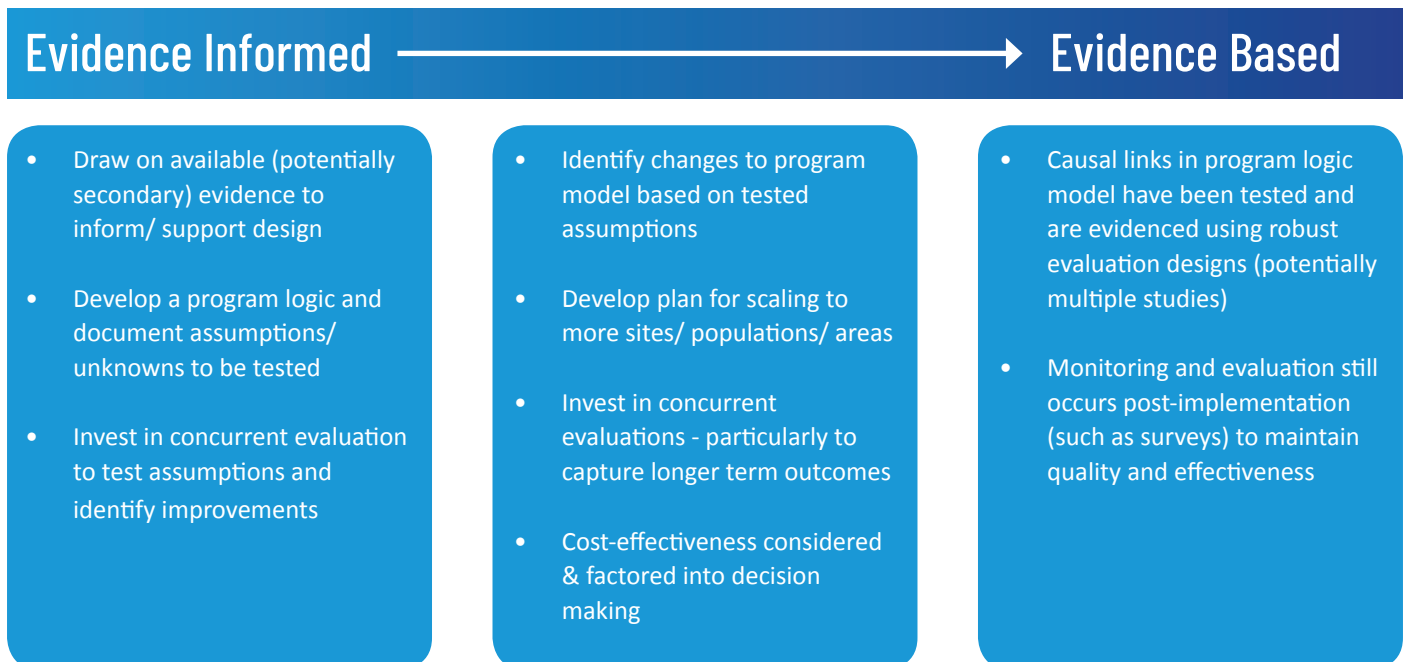 Evidence Informed
Evidence Based
• Draw on available (potentially
secondary) evidence to
inform/ support design
• Develop a program logic and
document assumptions/
unknowns to be tested
• Invest in concurrent evaluation
to test assumptions and
identify improvements
• Identify changes to program
model based on tested
assumptions
• Develop plan for scaling to
more sites/ populations/ areas
• Invest in concurrent
evaluations - particularly to
capture longer term outcomes
• Cost-effectiveness considered
& factored into decision
making
• Causal links in program logic
model have been tested and
are evidenced using robust
evaluation designs (potentially
multiple studies)
• Monitoring and evaluation still
occurs post-implementation
(such as surveys) to maintain
quality and effectiveness